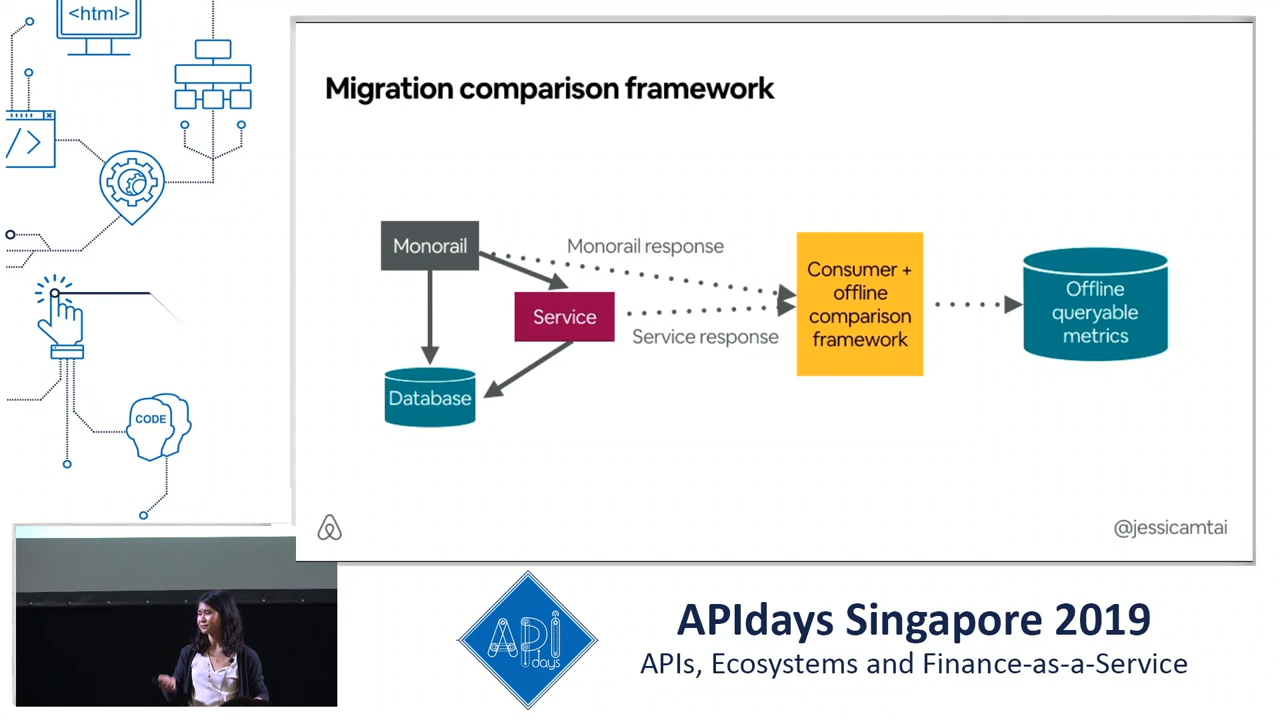 <html>
</>
CODE
Migration comparison framework
Monorail
Monorail response
Service
Service response
Database
Consumer +
offline
comparison
framework
Offline
queryable
metrics
@jessicamtai
API
days
APIdays Singapore 2019
APIs, Ecosystems and Finance-as-a-Service